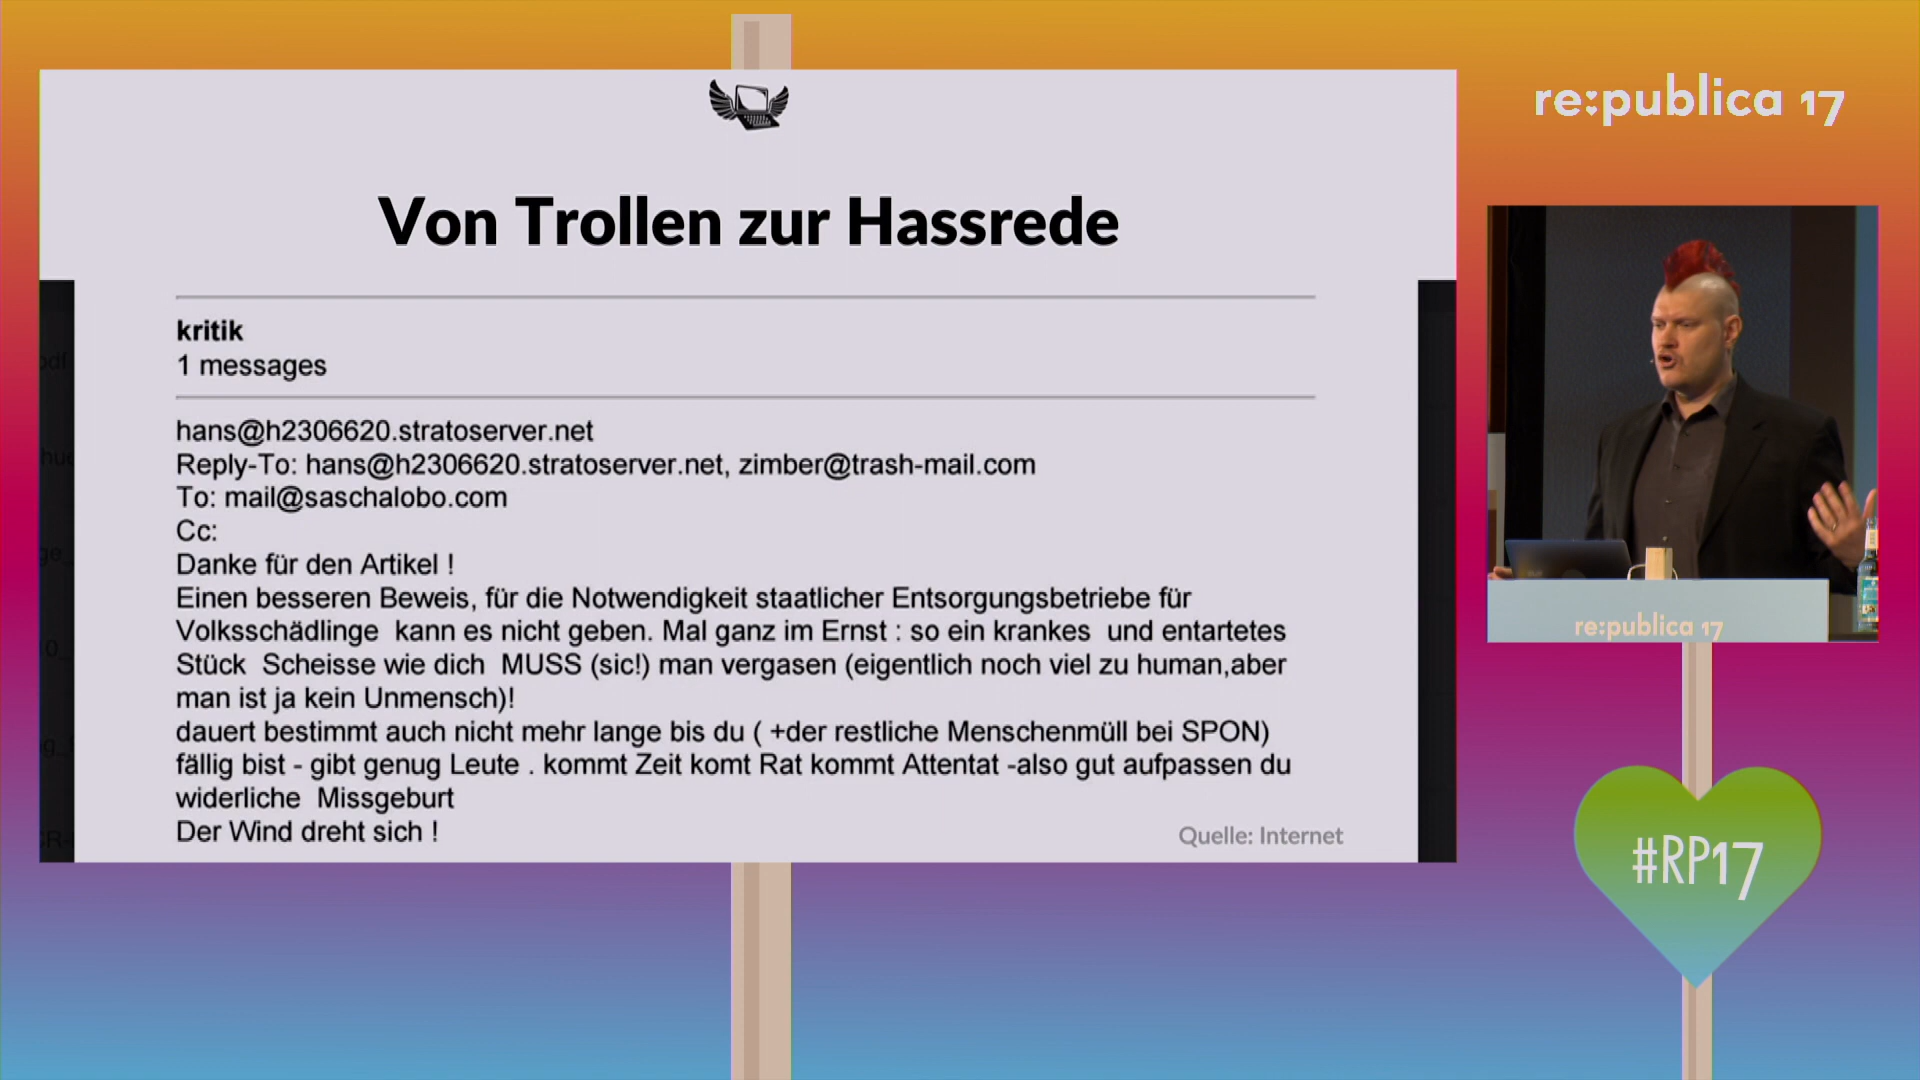 re:publica 17
Von Trollen zur Hassrede
kritik
1 messages
hans@h2306620.stratoserver.net
Reply-To: hans@h2306620.stratoserver.net, zimber@trash-mail.com
To: mail@saschalobo.com
Cc:
Danke für den Artikel !
Einen besseren Beweis, für die Notwendigkeit staatlicher Entsorgungsbetriebe für
Volksschädlinge kann es nicht geben. Mal ganz im Ernst : so ein krankes und entartetes
Stück Scheisse wie dich MUSS (sic!) man vergasen (eigentlich noch viel zu human,aber
man ist ja kein Unmensch)!
dauert bestimmt auch nicht mehr lange bis du ( +der restliche Menschenmüll bei SPON)
fällig bist - gibt genug Leute . kommt Zeit komt Rat kommt Attentat -also gut aufpassen du
widerliche Missgeburt
Der Wind dreht sich !
Quelle: Internet
re:publica 17
#RP17